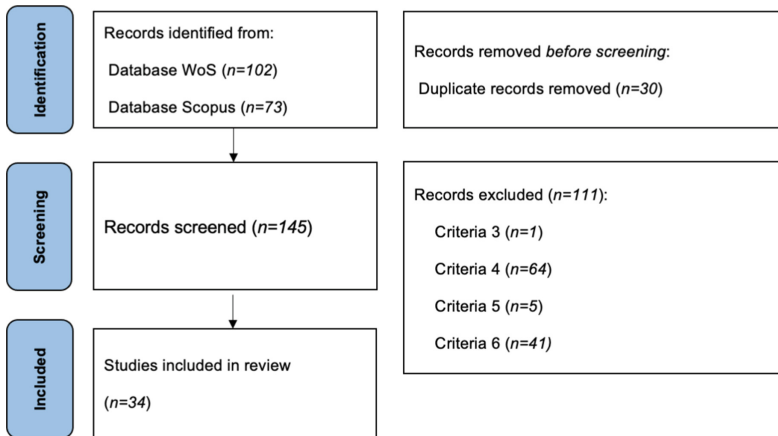 Identification
Records identified from:
Database WoS (n=102)
Database Scopus (n=73)
Records removed before screening:
Duplicate records removed (n=30)
Screening
Records screened (n=145)
Records excluded (n=111):
Criteria 3 (n=1)
Criteria 4 (n=64)
Criteria 5 (n=5)
Criteria 6 (n=41)
Included
Studies included in review
(n=34)